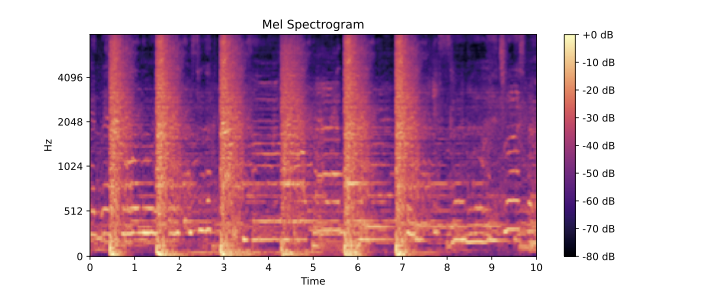 Mel Spectrogram
Hz
4096
2048
1024
512
0
0 1 2 3 4 5 6 7 8 10
Time
+0 dB
-10 dB
-20 dB
-30 dB
-40 dB
-50 dB
-60 dB
-70 dB
-80 dB